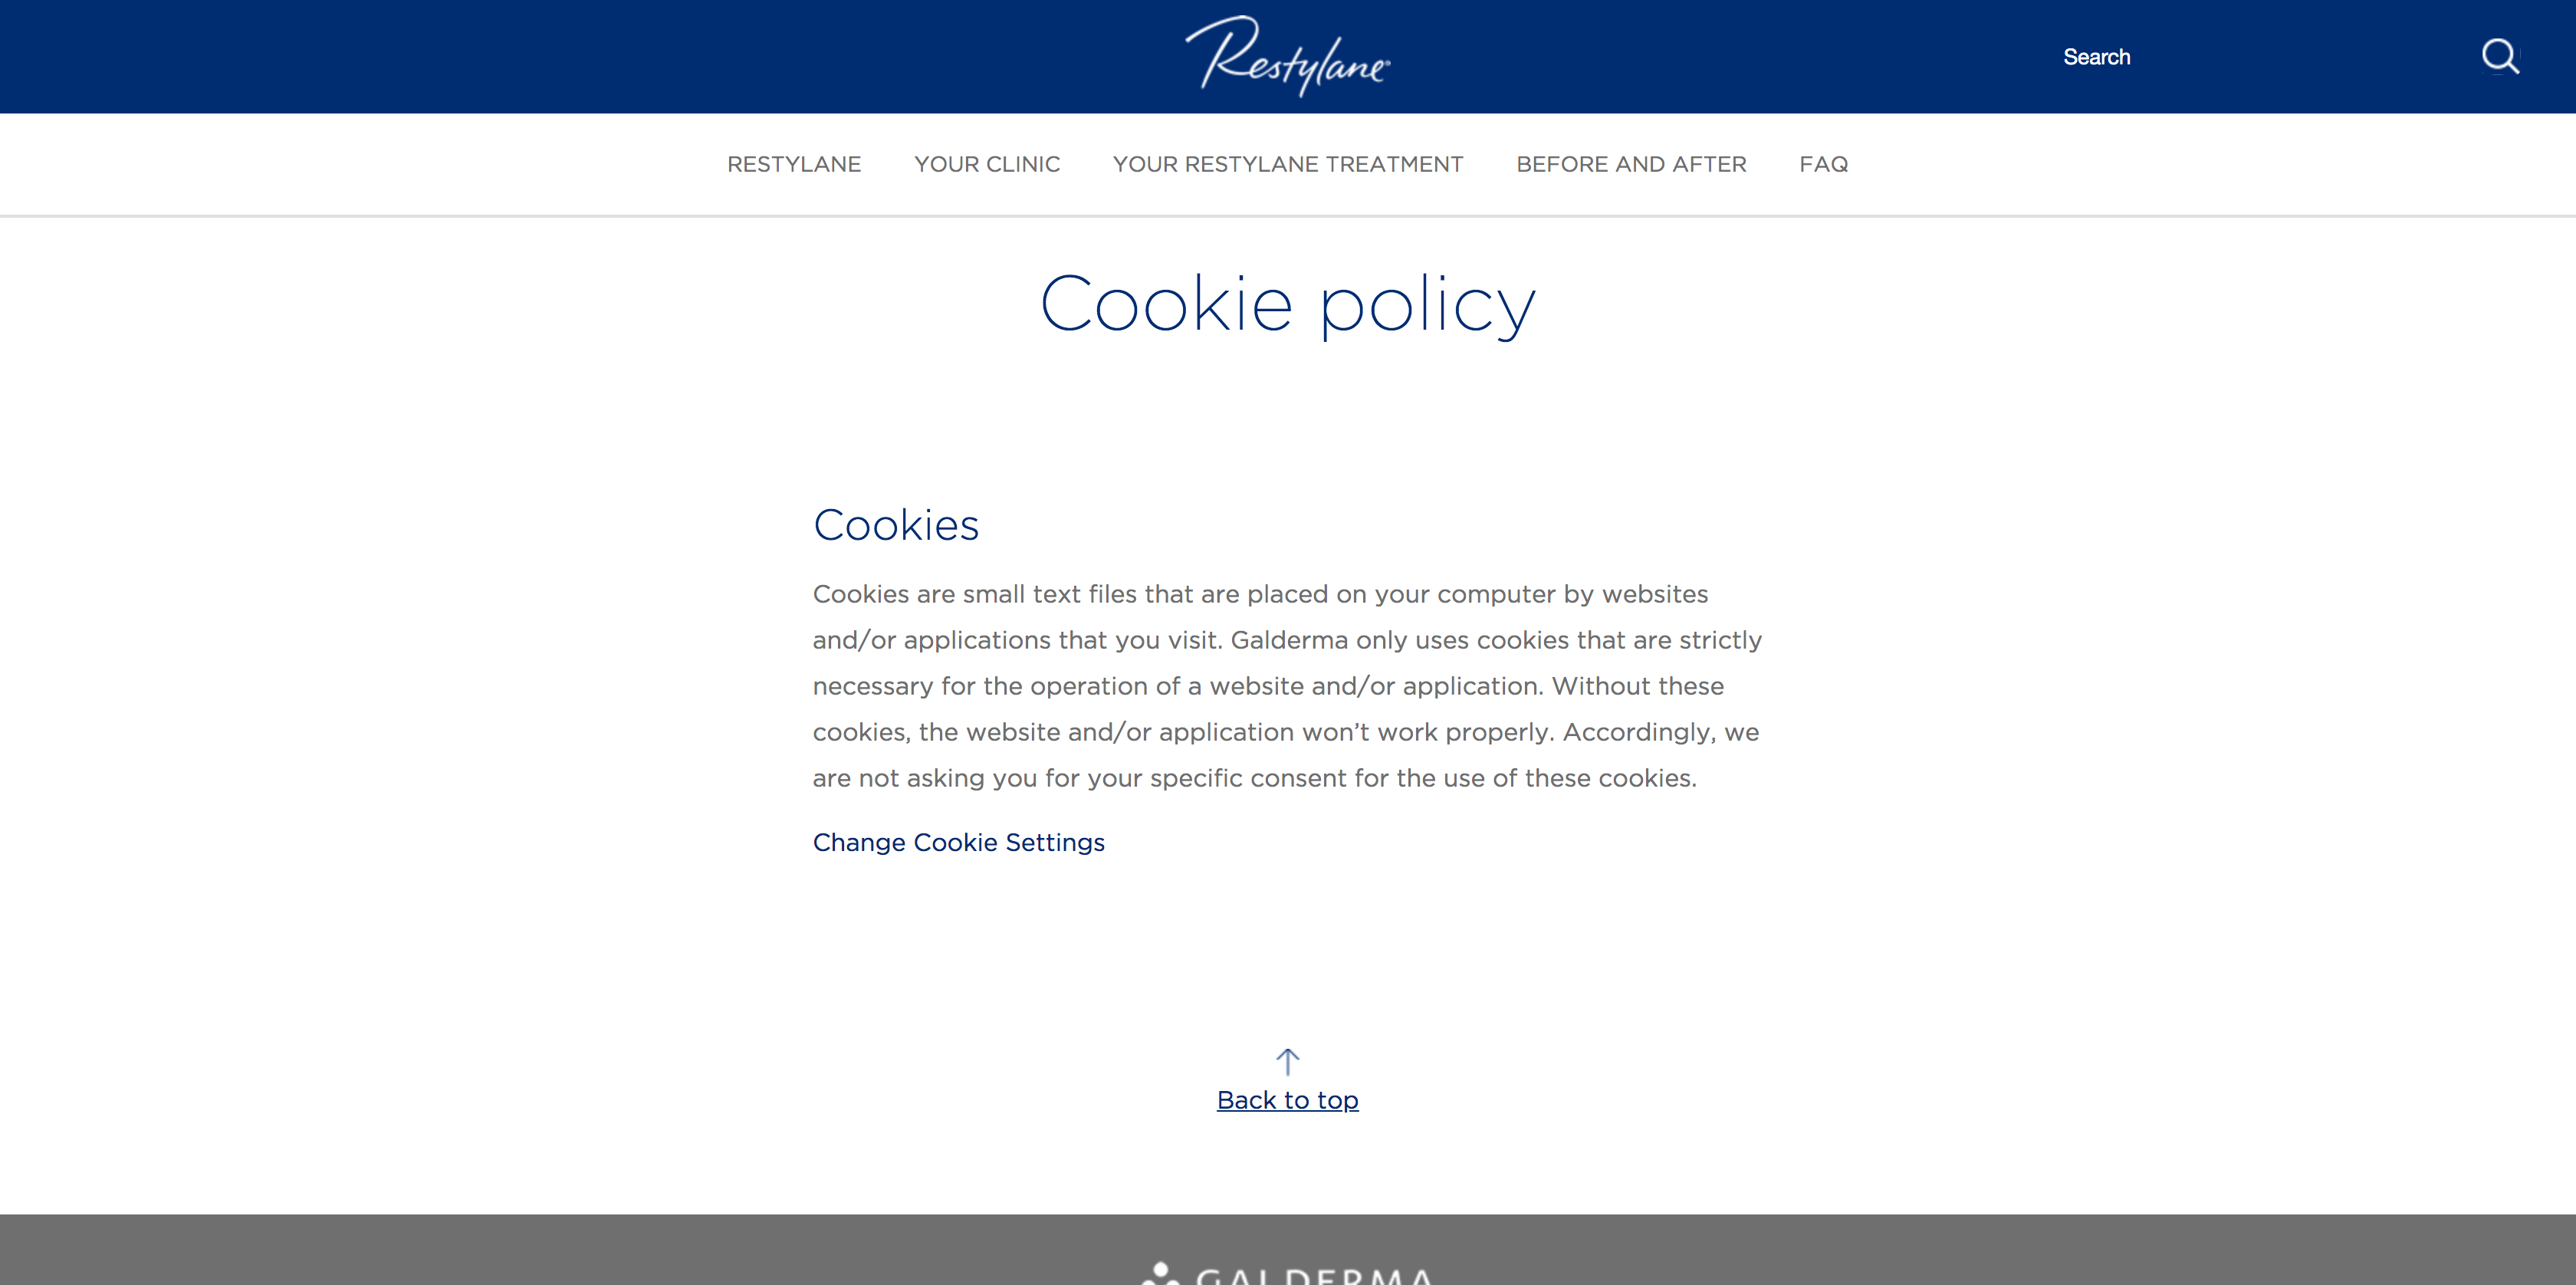 Restylane
Search
RESTYLANE YOUR CLINIC YOUR RESTYLANE TREATMENT BEFORE AND AFTER FAQ
Cookie policy
Cookies
Cookies are small text files that are placed on your computer by websites
and/or applications that you visit. Galderma only uses cookies that are strictly
necessary for the operation of a website and/or application. Without these
cookies, the website and/or application won’t work properly. Accordingly, we
are not asking you for your specific consent for the use of these cookies.
Change Cookie Settings
Back to top
GALDERMA